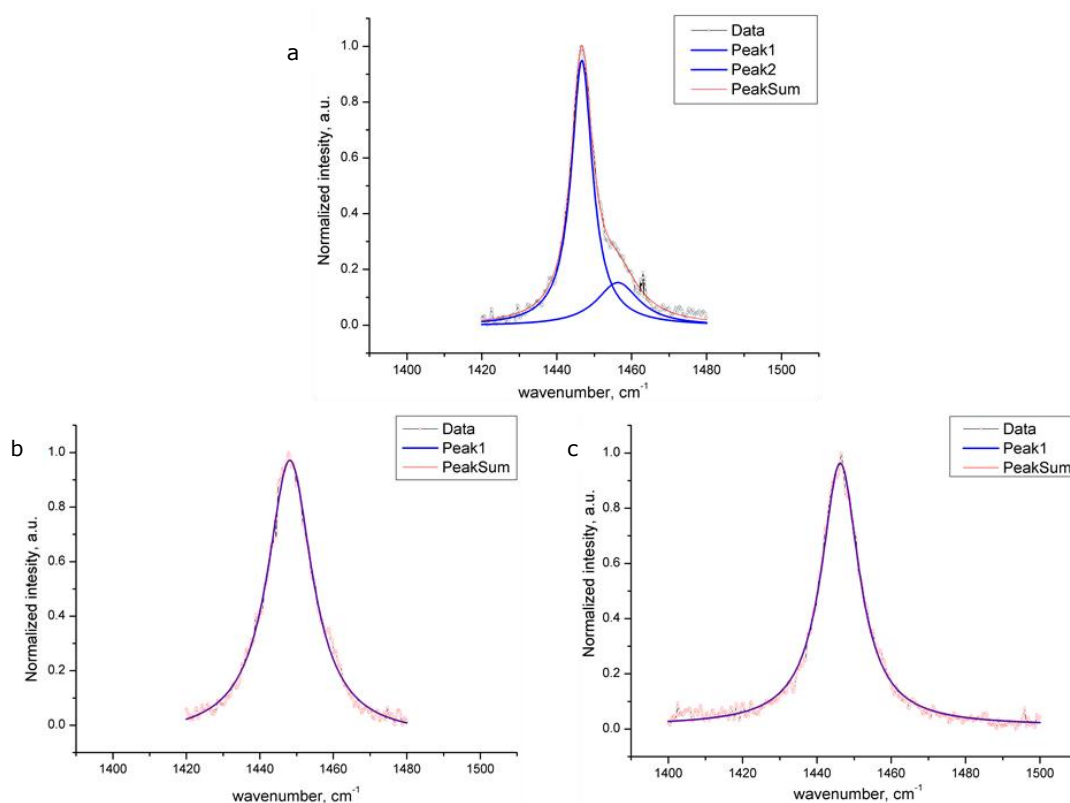 a
Data
Peak1
Peak2
PeakSum
Normalized intesity, a.u.
1.0
0.8
0.6
0.4
0.2
0.0
1400 1420 1440 1460 1480 1500
wavenumber, cm-1
b
Data
Peak1
PeakSum
Normalized intesity, a.u.
1.0
0.8
0.6
0.4
0.2
0.0
1400 1420 1440 1460 1480 1500
wavenumber, cm-1
c
Data
Peak1
PeakSum
Normalized intesity, a.u.
1.0
0.8
0.6
0.4
0.2
0.0
1400 1420 1440 1460 1480 1500
wavenumber, cm-1